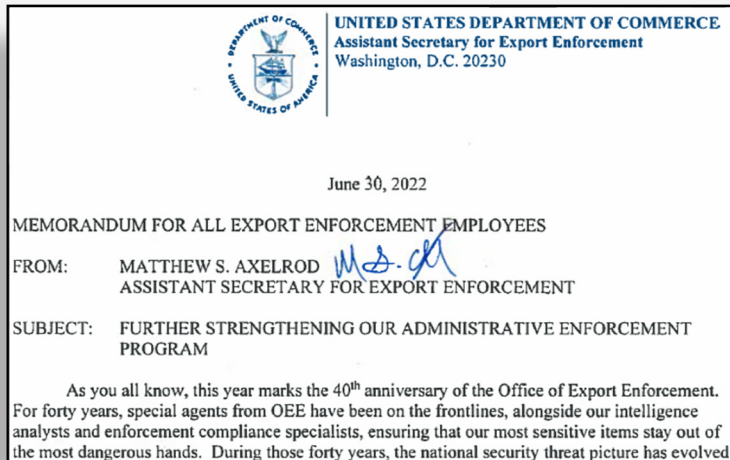 UNITED STATES DEPARTMENT OF COMMERCE
Assistant Secretary for Export Enforcement
Washington, D.C. 20230
DEPARTMENT OF COMMERCE
UNITED STATES OF AMERICA
June 30, 2022
MEMORANDUM FOR ALL EXPORT ENFORCEMENT EMPLOYEES
FROM: MATTHEW S. AXELROD
ASSISTANT SECRETARY FOR EXPORT ENFORCEMENT
SUBJECT: FURTHER STRENGTHENING OUR ADMINISTRATIVE ENFORCEMENT
PROGRAM
As you all know, this year marks the 40th anniversary of the Office of Export Enforcement.
For forty years, special agents from OEE have been on the frontlines, alongside our intelligence
analysts and enforcement compliance specialists, ensuring that our most sensitive items stay out of
the most dangerous hands. During those forty years, the national security threat picture has evolved